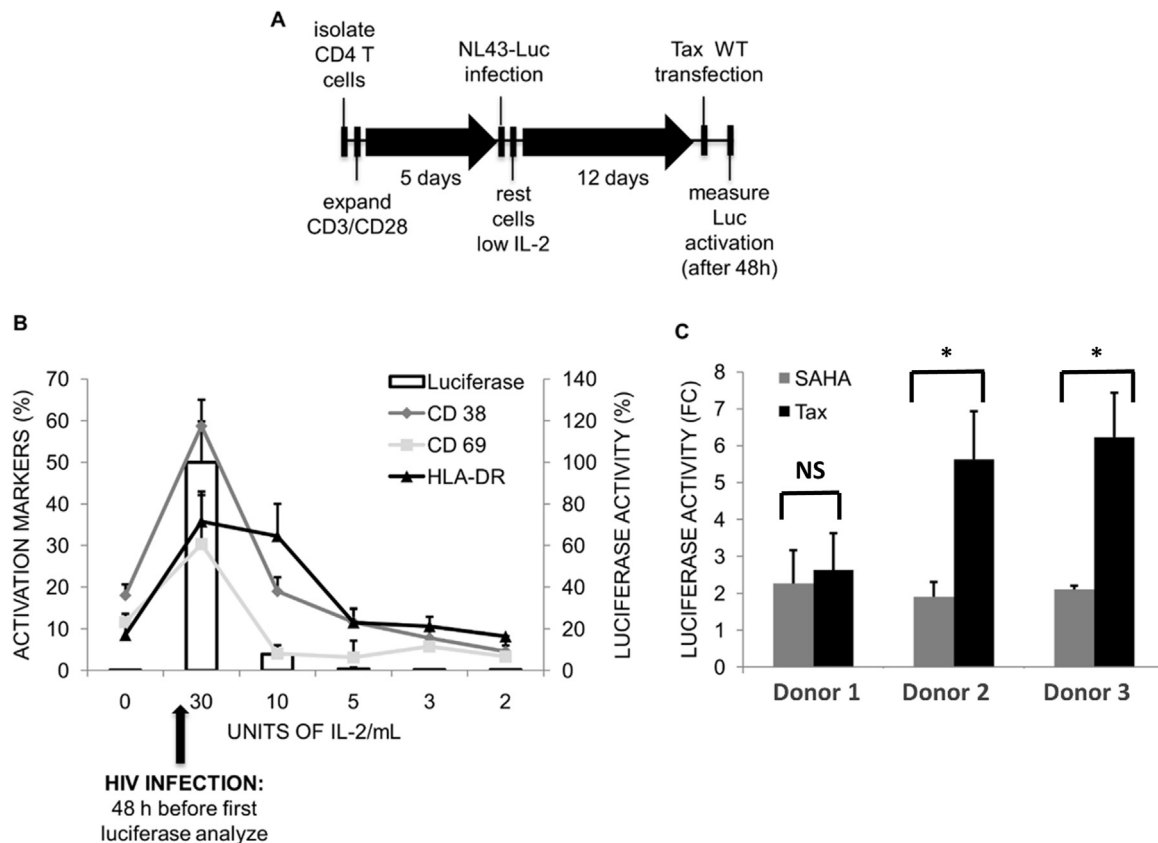 A
isolate
CD4 T
cells
NL43-Luc
infection
Tax WT
transfection
5 days
12 days
expand
CD3/CD28
rest
cells
low IL-2
measure
Luc
activation
(after 48h)
B
ACTIVATION MARKERS (%)
70
60
50
40
30
20
10
0
Luciferase
CD 38
CD 69
HLA-DR
140
120
100
80
60
40
20
0
LUCIFERASE ACTIVITY (%)
0 30 10 5 3 2
UNITS OF IL-2/mL
HIV INFECTION:
48 h before first
luciferase analyze
C
LUCIFERASE ACTIVITY (FC)
8
7
6
5
4
3
2
1
0
SAHA
Tax
NS
*
*
Donor 1 Donor 2 Donor 3